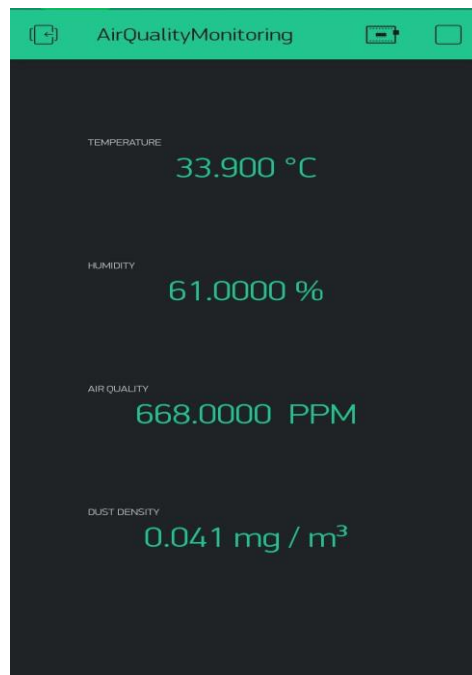 AirQualityMonitoring
TEMPERATURE
33.900 °C
HUMIDITY
61.0000 %
AIR QUALITY
668.0000 PPM
DUST DENSITY
0.041 mg / m³